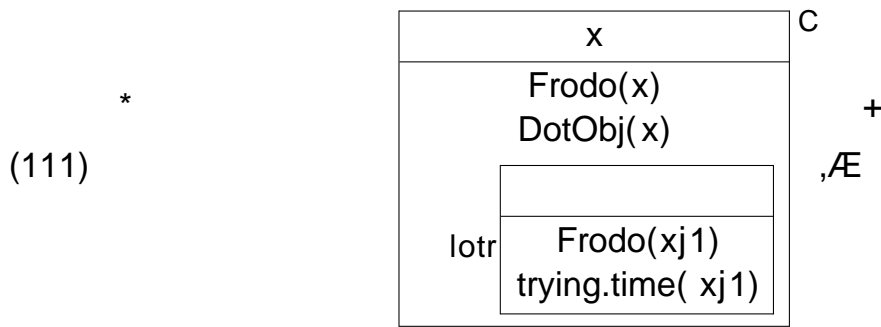 x C
Frodo(x)
* +
DotObj(x)
(111) ,Æ
lotr Frodo(xj1)
trying.time( xj1)